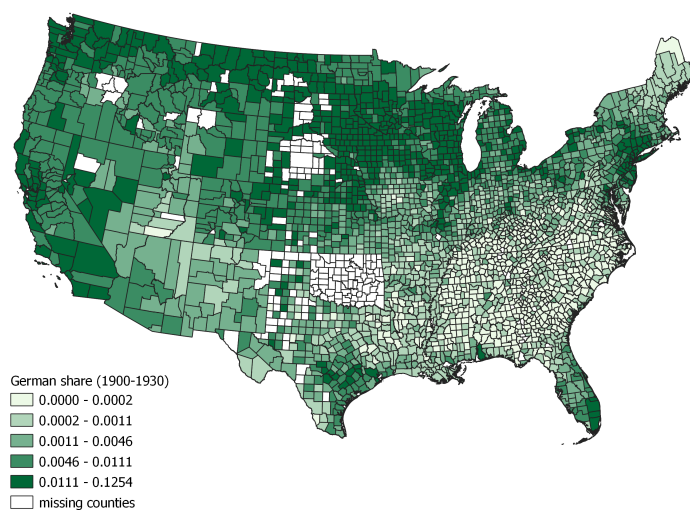 German share (1900-1930)
0.0000 - 0.0002
0.0002 - 0.0011
0.0011 - 0.0046
0.0046 - 0.0111
0.0111 - 0.1254
missing counties